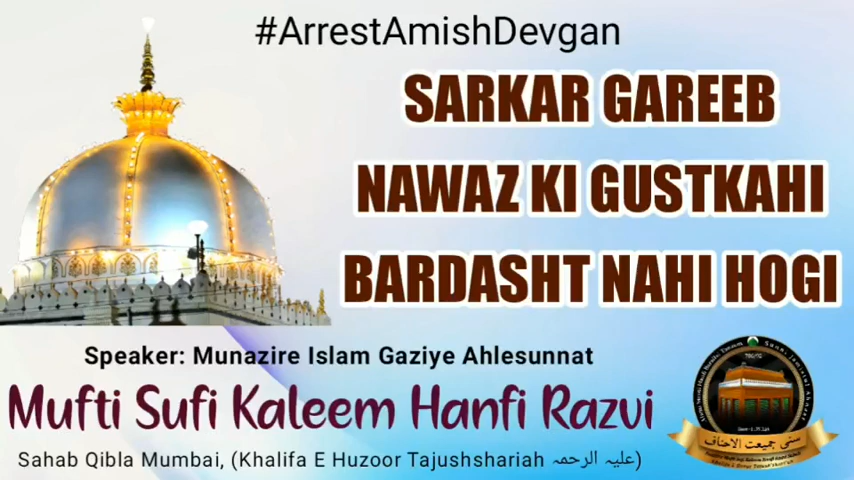 #ArrestAmishDevgan
SARKAR GAREEB
NAWAZ KI GUSTKAHI
BARDASHT NAHI HOGI
Speaker: Munazire Islam Gaziye Ahlesunnat
Mufti Sufi Kaleem Hanfi Razvi
Sahab Qibla Mumbai, (Khalifa E Huzoor Tajushshariah علیہ الرحمہ)
سنی جمیعت الاحناف